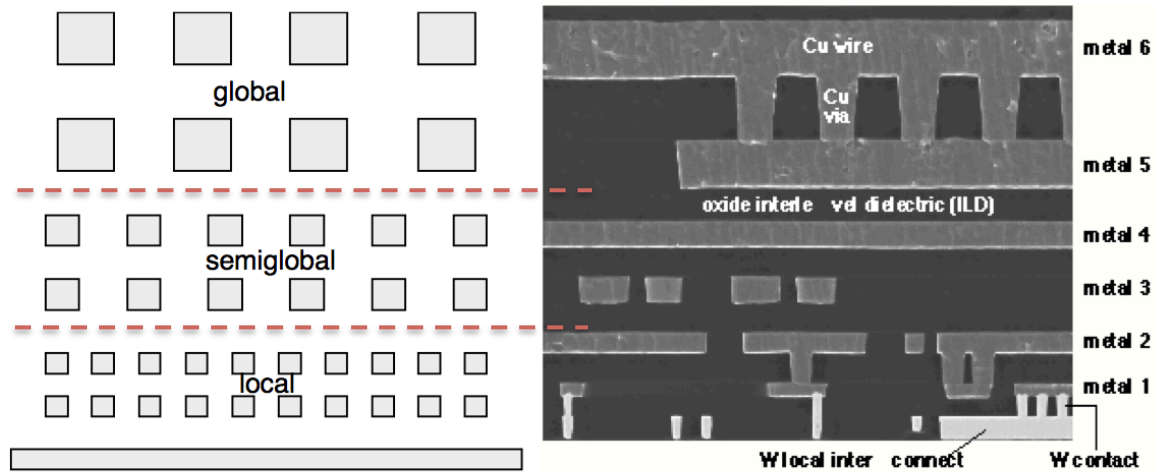 global
semiglobal
local
Cu wire
Cu
via
oxide interle vel dielectric (ILD)
metal 6
metal 5
metal 4
metal 3
metal 2
metal 1
W local inter connect
W contact